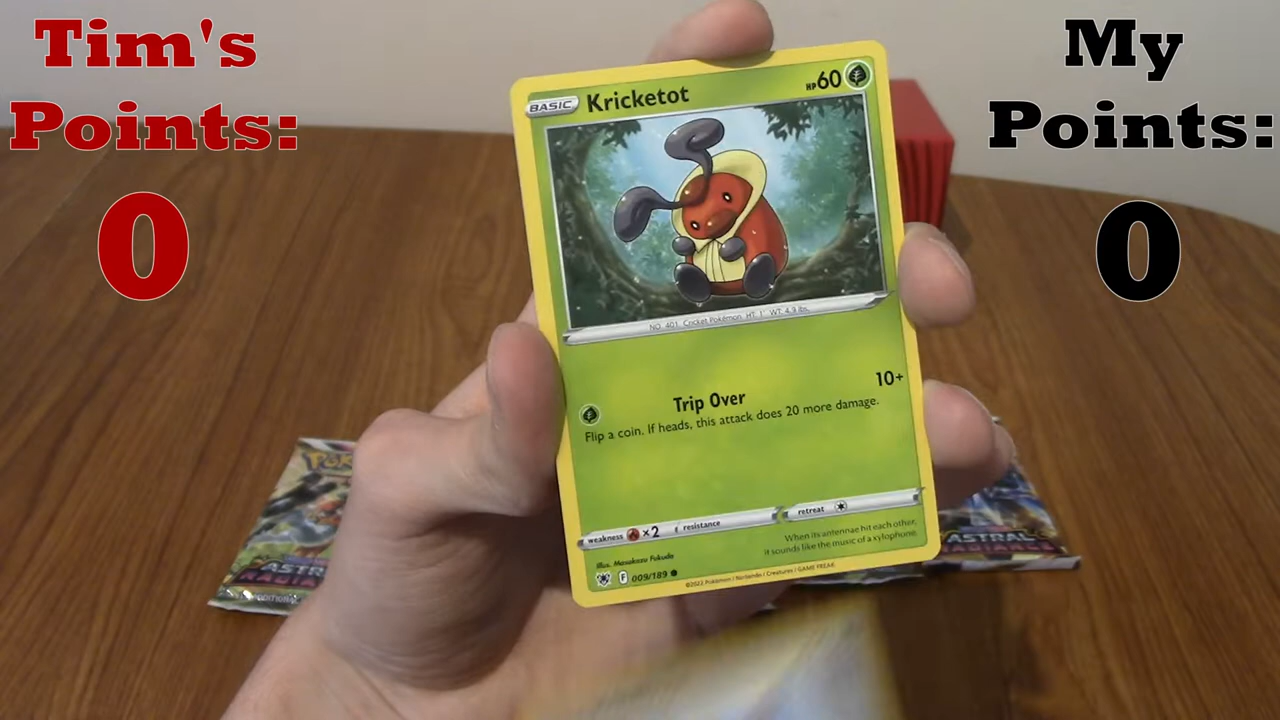 Tim's
Points:
0
My
Points:
0
BASIC Kricketot HP60
NO. 401 Cricket Pokémon HT. 1' WT. 4.9 lbs.
Trip Over 10+
Flip a coin. If heads, this attack does 20 more damage.
weakness ×2 resistance retreat
When its antennae hit each other,
it sounds like the music of a xylophone.
Illus. Masakazu Fukuda
F 009/189
©2022 Pokémon / Nintendo / Creatures / GAME FREAK
ASTRAL
RADIANCE
ASTRAL
RADIANCE